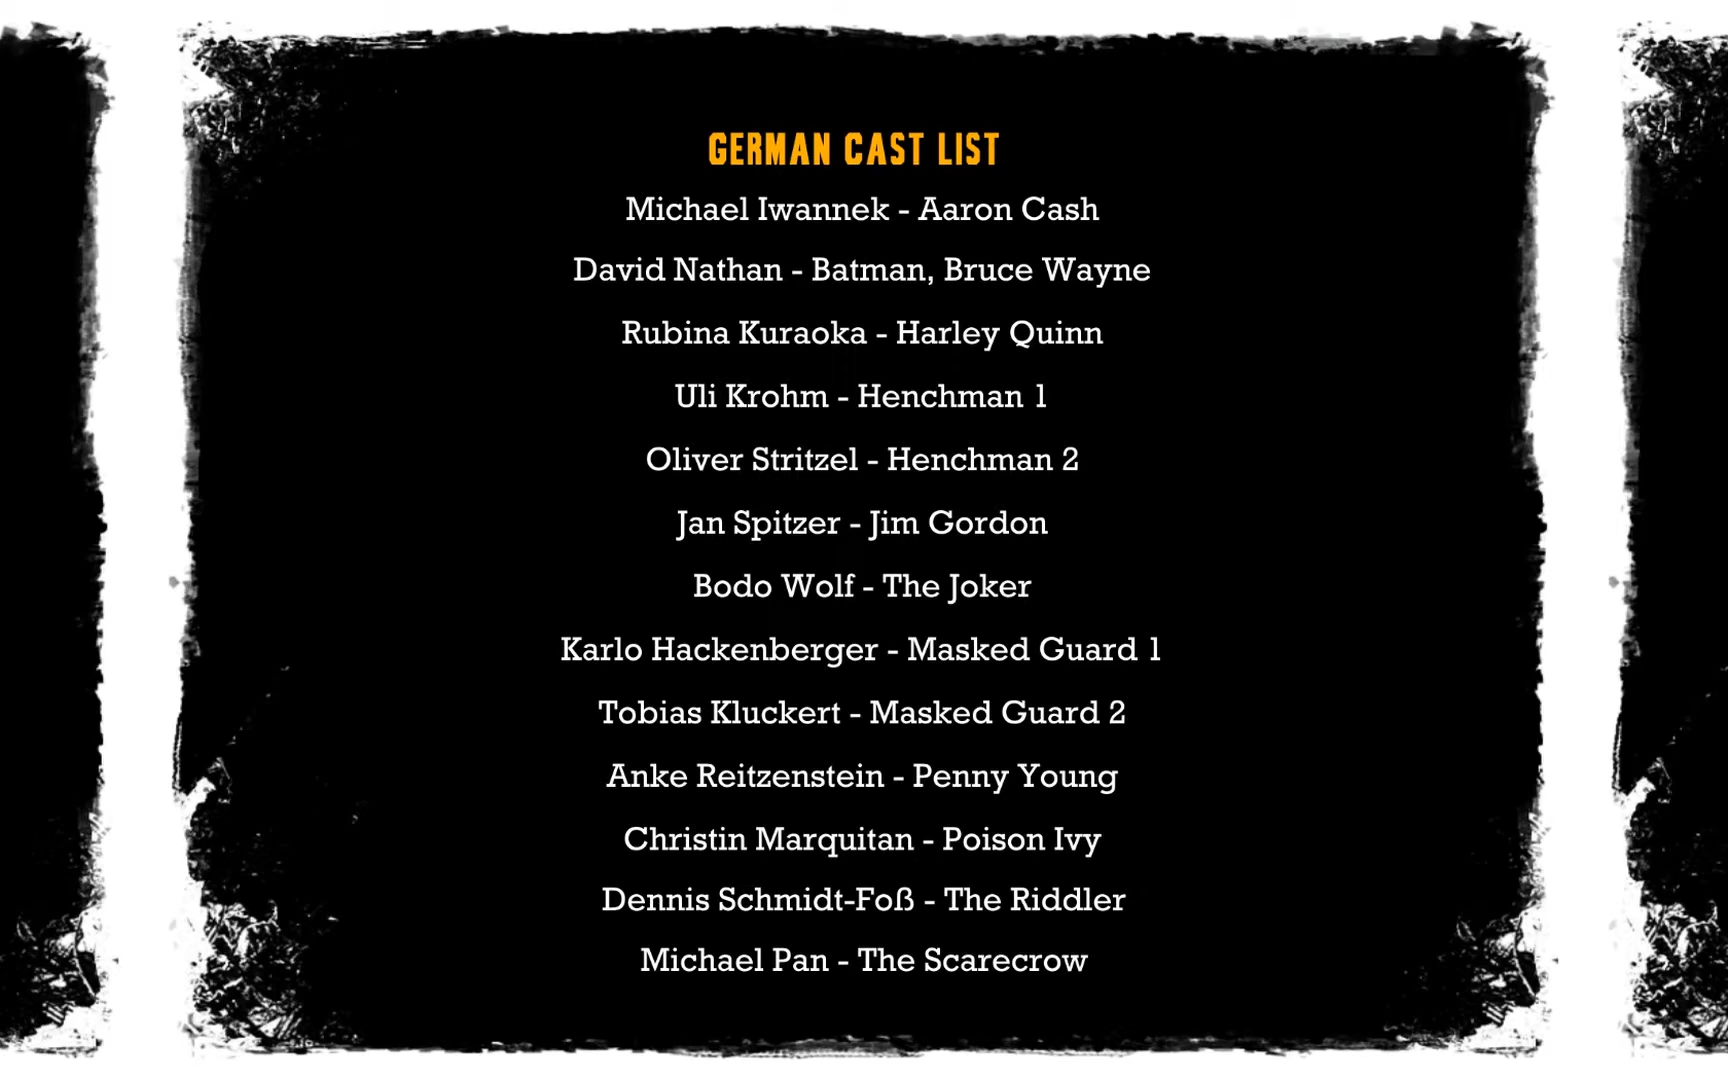 GERMAN CAST LIST
Michael Iwannek - Aaron Cash
David Nathan - Batman, Bruce Wayne
Rubina Kuraoka - Harley Quinn
Uli Krohm - Henchman 1
Oliver Stritzel - Henchman 2
Jan Spitzer - Jim Gordon
Bodo Wolf - The Joker
Karlo Hackenberger - Masked Guard 1
Tobias Kluckert - Masked Guard 2
Anke Reitzenstein - Penny Young
Christin Marquitan - Poison Ivy
Dennis Schmidt-Foß - The Riddler
Michael Pan - The Scarecrow